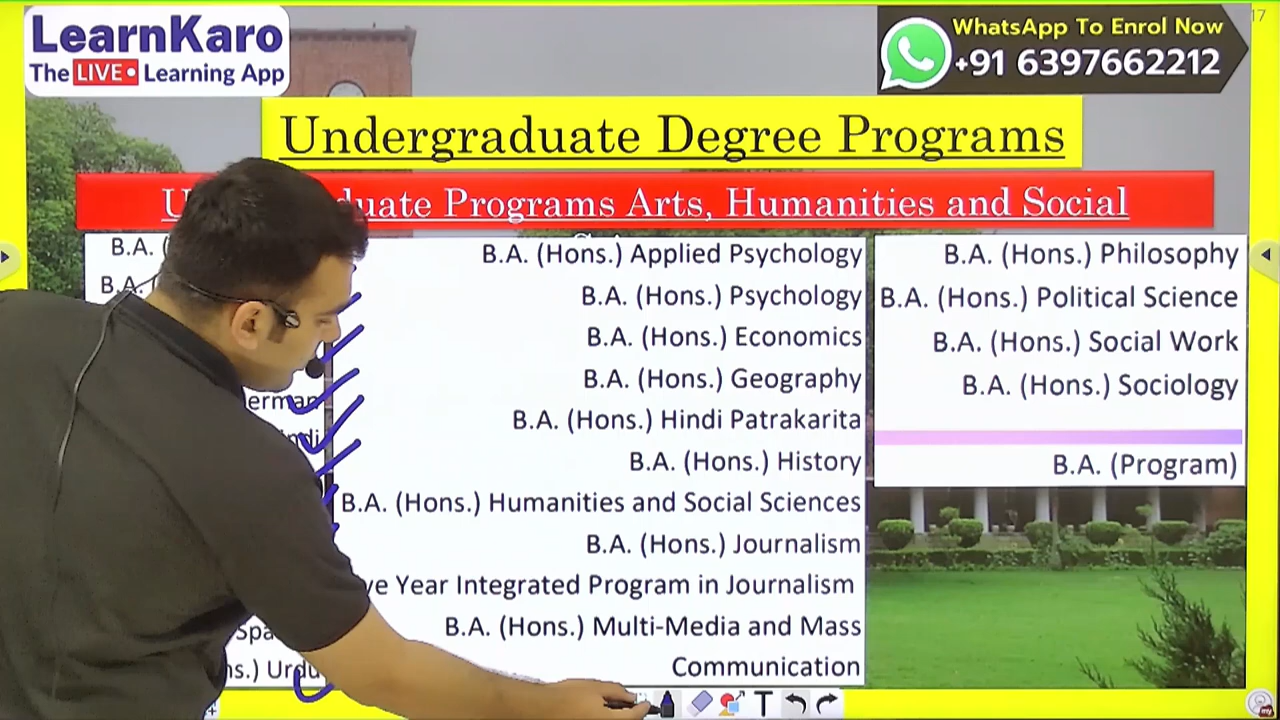 LearnKaro
The LIVE Learning App
WhatsApp To Enrol Now
+91 6397662212
17
Undergraduate Degree Programs
Programs Arts, Humanities and Social
B.A.
B.A.
Urdu
B.A. (Hons.) Applied Psychology
B.A. (Hons.) Psychology
B.A. (Hons.) Economics
B.A. (Hons.) Geography
B.A. (Hons.) Hindi Patrakarita
B.A. (Hons.) History
B.A. (Hons.) Humanities and Social Sciences
B.A. (Hons.) Journalism
Year Integrated Program in Journalism
B.A. (Hons.) Multi-Media and Mass
Communication
B.A. (Hons.) Philosophy
B.A. (Hons.) Political Science
B.A. (Hons.) Social Work
B.A. (Hons.) Sociology
B.A. (Program)
T